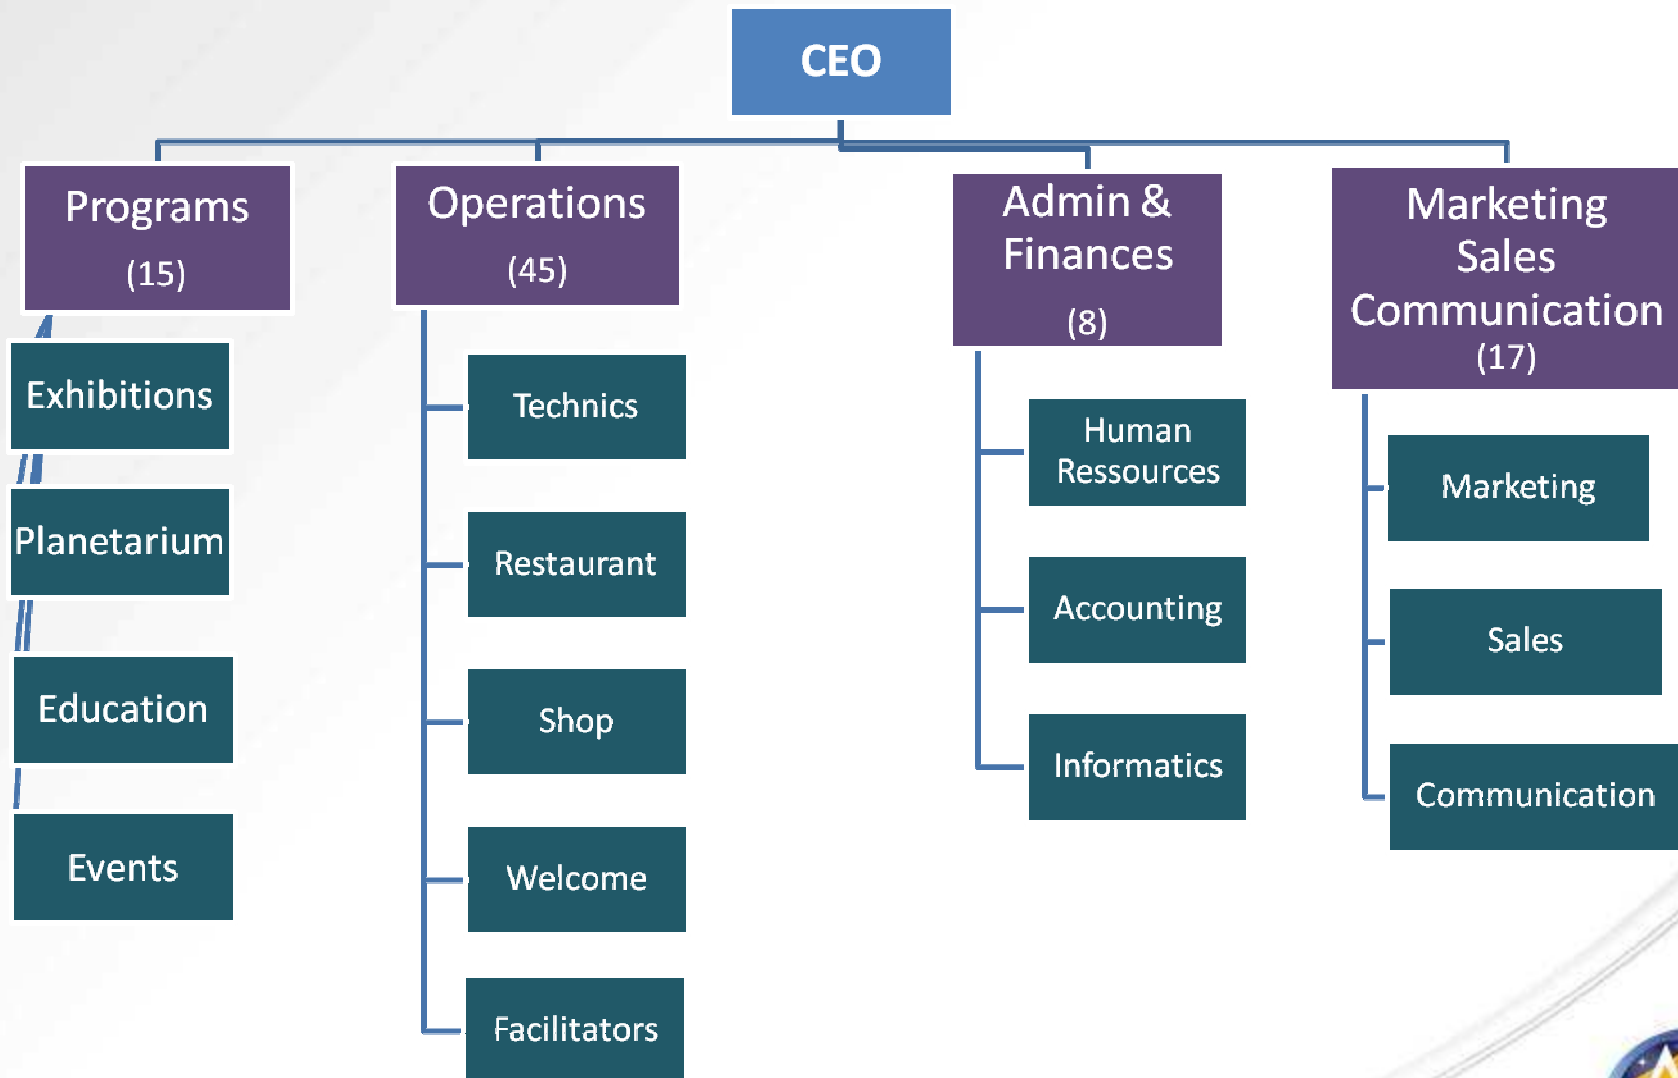 CEO
Programs
(15)
Exhibitions
Planetarium
Education
Events
Operations
(45)
Technics
Restaurant
Shop
Welcome
Facilitators
Admin &
Finances
(8)
Human
Ressources
Accounting
Informatics
Marketing
Sales
Communication
(17)
Marketing
Sales
Communication